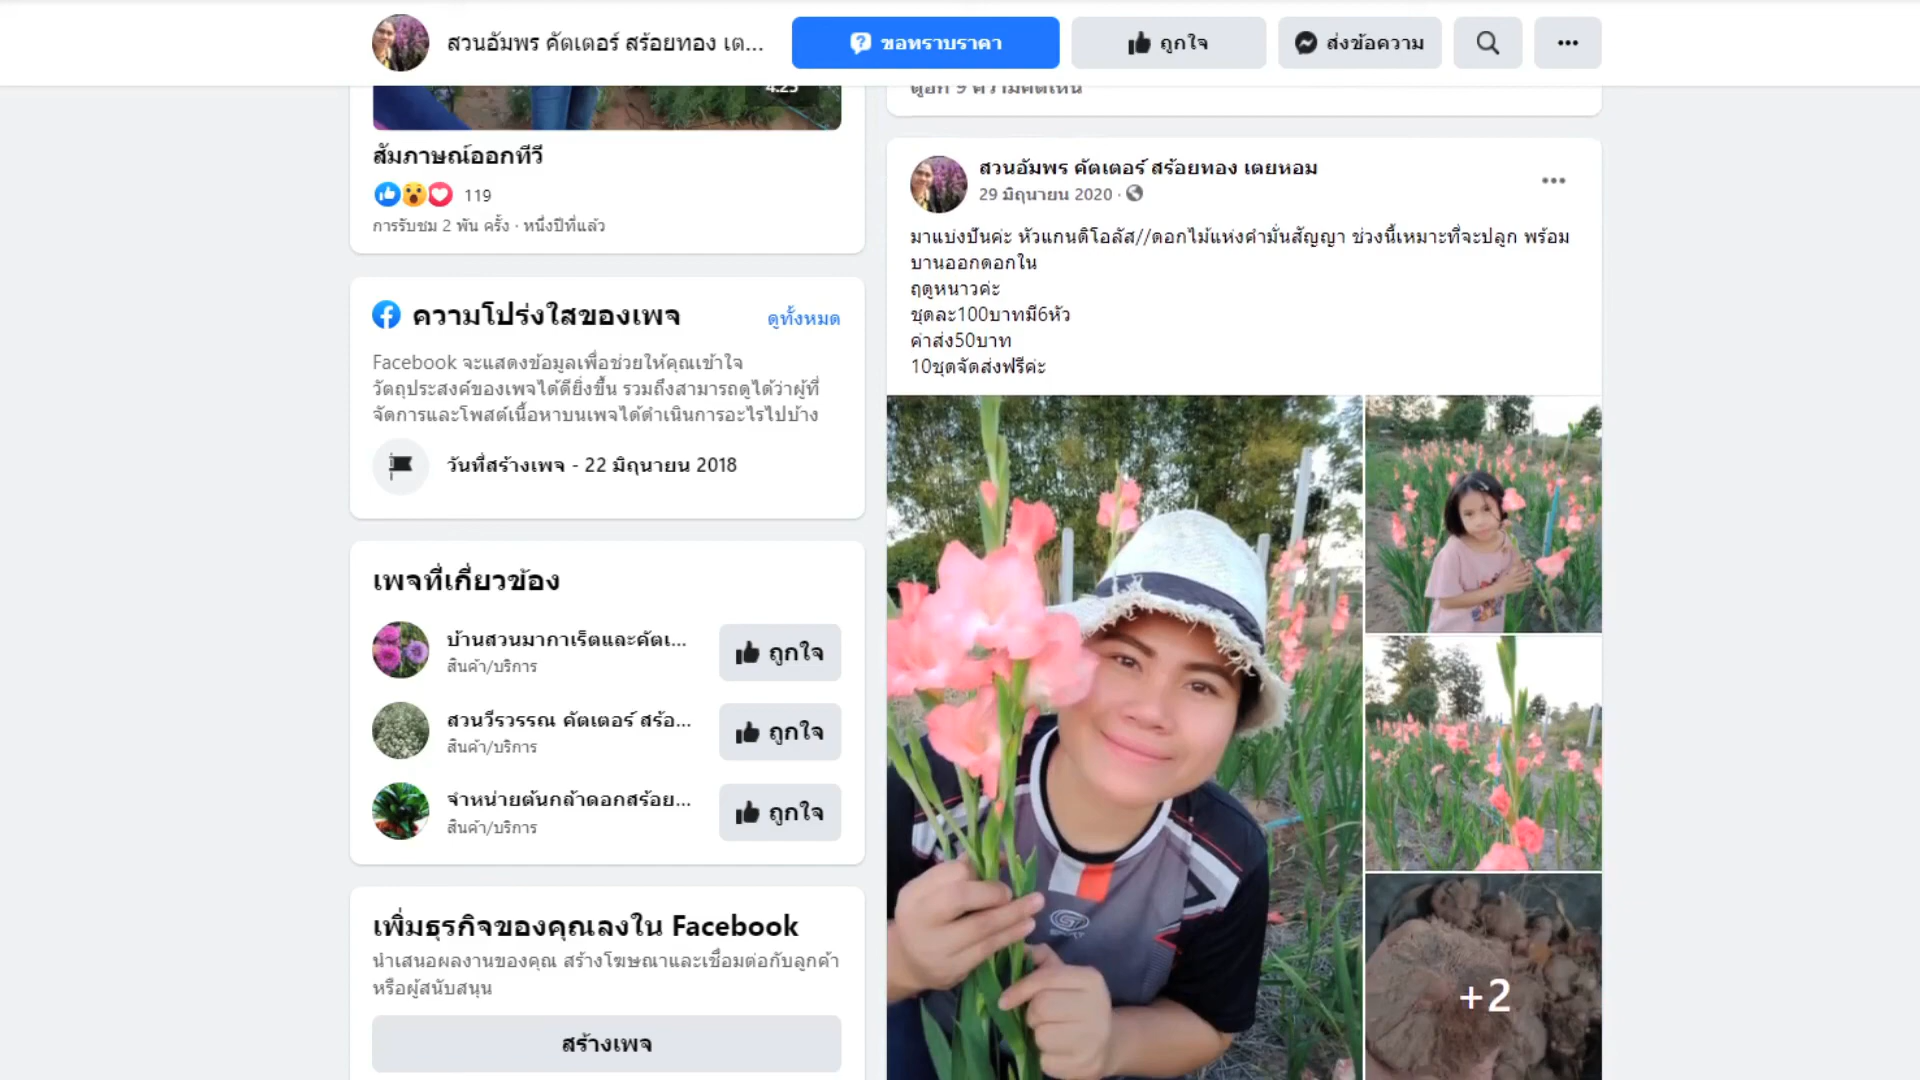 สวนอัมพร คัตเตอร์ สร้อยทอง เต...
ขอทราบราคา
ถูกใจ
ส่งข้อความ
4:25
สัมภาษณ์ออกทีวี
119
การรับชม 2 พัน ครั้ง · หนึ่งปีที่แล้ว
ความโปร่งใสของเพจ
ดูทั้งหมด
Facebook จะแสดงข้อมูลเพื่อช่วยให้คุณเข้าใจ
วัตถุประสงค์ของเพจได้ดียิ่งขึ้น รวมถึงสามารถดูได้ว่าผู้ที่
จัดการและโพสต์เนื้อหาบนเพจได้ดำเนินการอะไรไปบ้าง
วันที่สร้างเพจ - 22 มิถุนายน 2018
เพจที่เกี่ยวข้อง
บ้านสวนมากาเร็ตและคัตเ...
สินค้า/บริการ
ถูกใจ
สวนวีรวรรณ คัตเตอร์ สร้อ...
สินค้า/บริการ
ถูกใจ
จำหน่ายต้นกล้าดอกสร้อย...
สินค้า/บริการ
ถูกใจ
เพิ่มธุรกิจของคุณลงใน Facebook
นำเสนอผลงานของคุณ สร้างโฆษณาและเชื่อมต่อกับลูกค้า
หรือผู้สนับสนุน
สร้างเพจ
ดูอีก 9 ความคิดเห็น
สวนอัมพร คัตเตอร์ สร้อยทอง เตยหอม
29 มิถุนายน 2020 ·
มาแบ่งปันค่ะ หัวแกนดิโอลัส//ดอกไม้แห่งคำมั่นสัญญา ช่วงนี้เหมาะที่จะปลูก พร้อม
บานออกดอกใน
ฤดูหนาวค่ะ
ชุดละ100บาทมี6หัว
ค่าส่ง50บาท
10ชุดจัดส่งฟรีค่ะ
+2